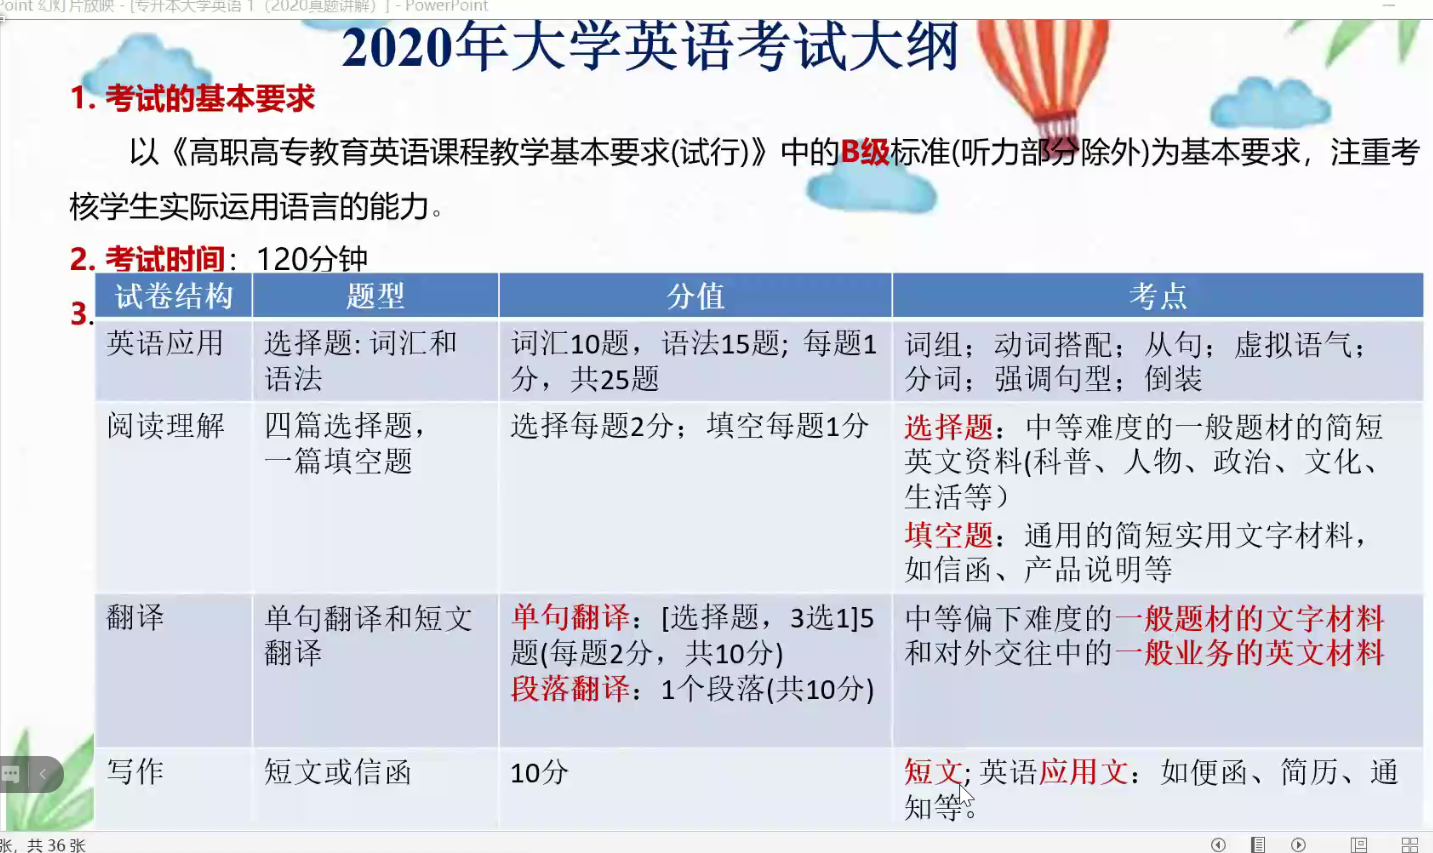 Point 幻灯片放映 - [专升本大学英语 1（2020真题讲解）] - PowerPoint
2020年大学英语考试大纲
1. 考试的基本要求
以《高职高专教育英语课程教学基本要求(试行)》中的B级标准(听力部分除外)为基本要求，注重考
核学生实际运用语言的能力。
2. 考试时间：120分钟
3.
试卷结构 题型 分值 考点
英语应用
选择题: 词汇和
语法
词汇10题，语法15题; 每题1
分，共25题
词组；动词搭配；从句；虚拟语气；
分词；强调句型；倒装
阅读理解
四篇选择题，
一篇填空题
选择每题2分；填空每题1分
选择题：中等难度的一般题材的简短
英文资料(科普、人物、政治、文化、
生活等）
填空题：通用的简短实用文字材料，
如信函、产品说明等
翻译
单句翻译和短文
翻译
单句翻译：[选择题，3选1]5
题(每题2分，共10分)
段落翻译：1个段落(共10分)
中等偏下难度的一般题材的文字材料
和对外交往中的一般业务的英文材料
写作
短文或信函
10分
短文; 英语应用文：如便函、简历、通
知等。
张，共 36 张